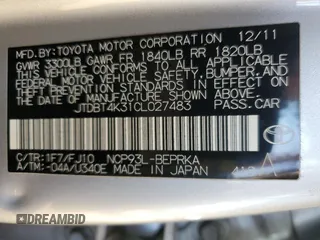 MFD. BY: TOYOTA MOTOR CORPORATION 12/11
GVWR 3300LB GAWR FR 1840LB RR 1820LB
THIS VEHICLE CONFORMS TO ALL APPLICABLE
FEDERAL MOTOR VEHICLE SAFETY, BUMPER, AND
THEFT PREVENTION STANDARDS IN EFFECT ON
THE DATE OF MANUFACTURE SHOWN ABOVE.
JTDBT4K31CL027483 PASS.CAR
C/TR: 1F7/FJ10 NCP93L-BEPRKA A
A/TM: -04A/U340E MADE IN JAPAN
DREAMBID